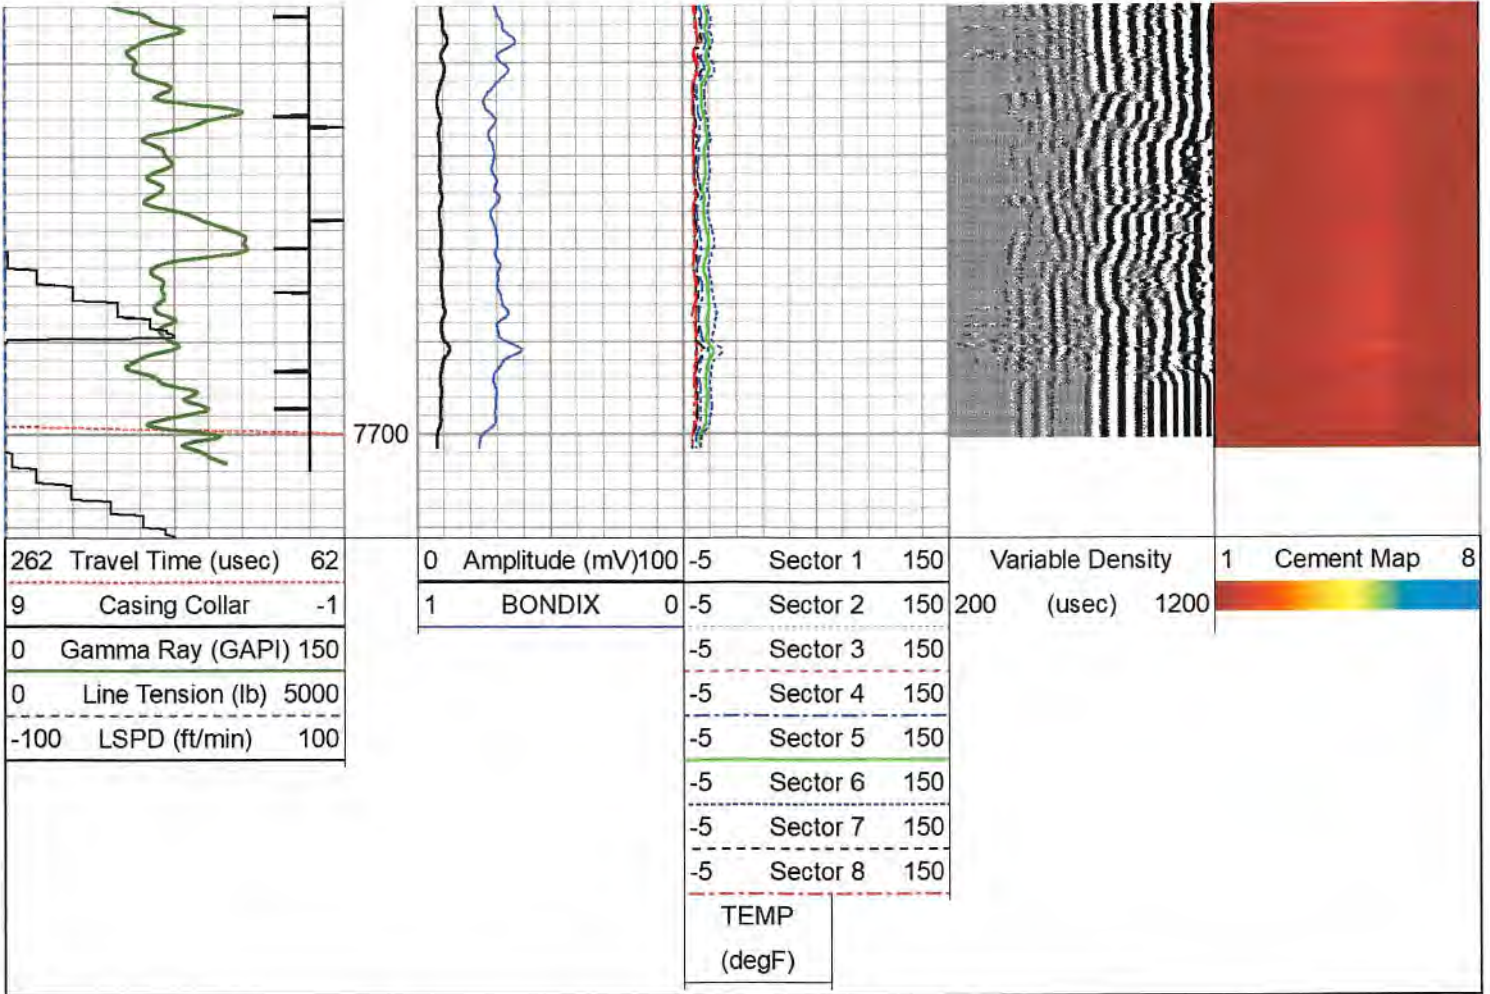 7700
262 Travel Time (usec) 62
9 Casing Collar -1
0 Gamma Ray (GAPI) 150
0 Line Tension (lb) 5000
-100 LSPD (ft/min) 100
0 Amplitude (mV) 100
1 BONDIX 0
-5 Sector 1 150
-5 Sector 2 150
-5 Sector 3 150
-5 Sector 4 150
-5 Sector 5 150
-5 Sector 6 150
-5 Sector 7 150
-5 Sector 8 150
TEMP
(degF)
Variable Density
200 (usec) 1200
1 Cement Map 8